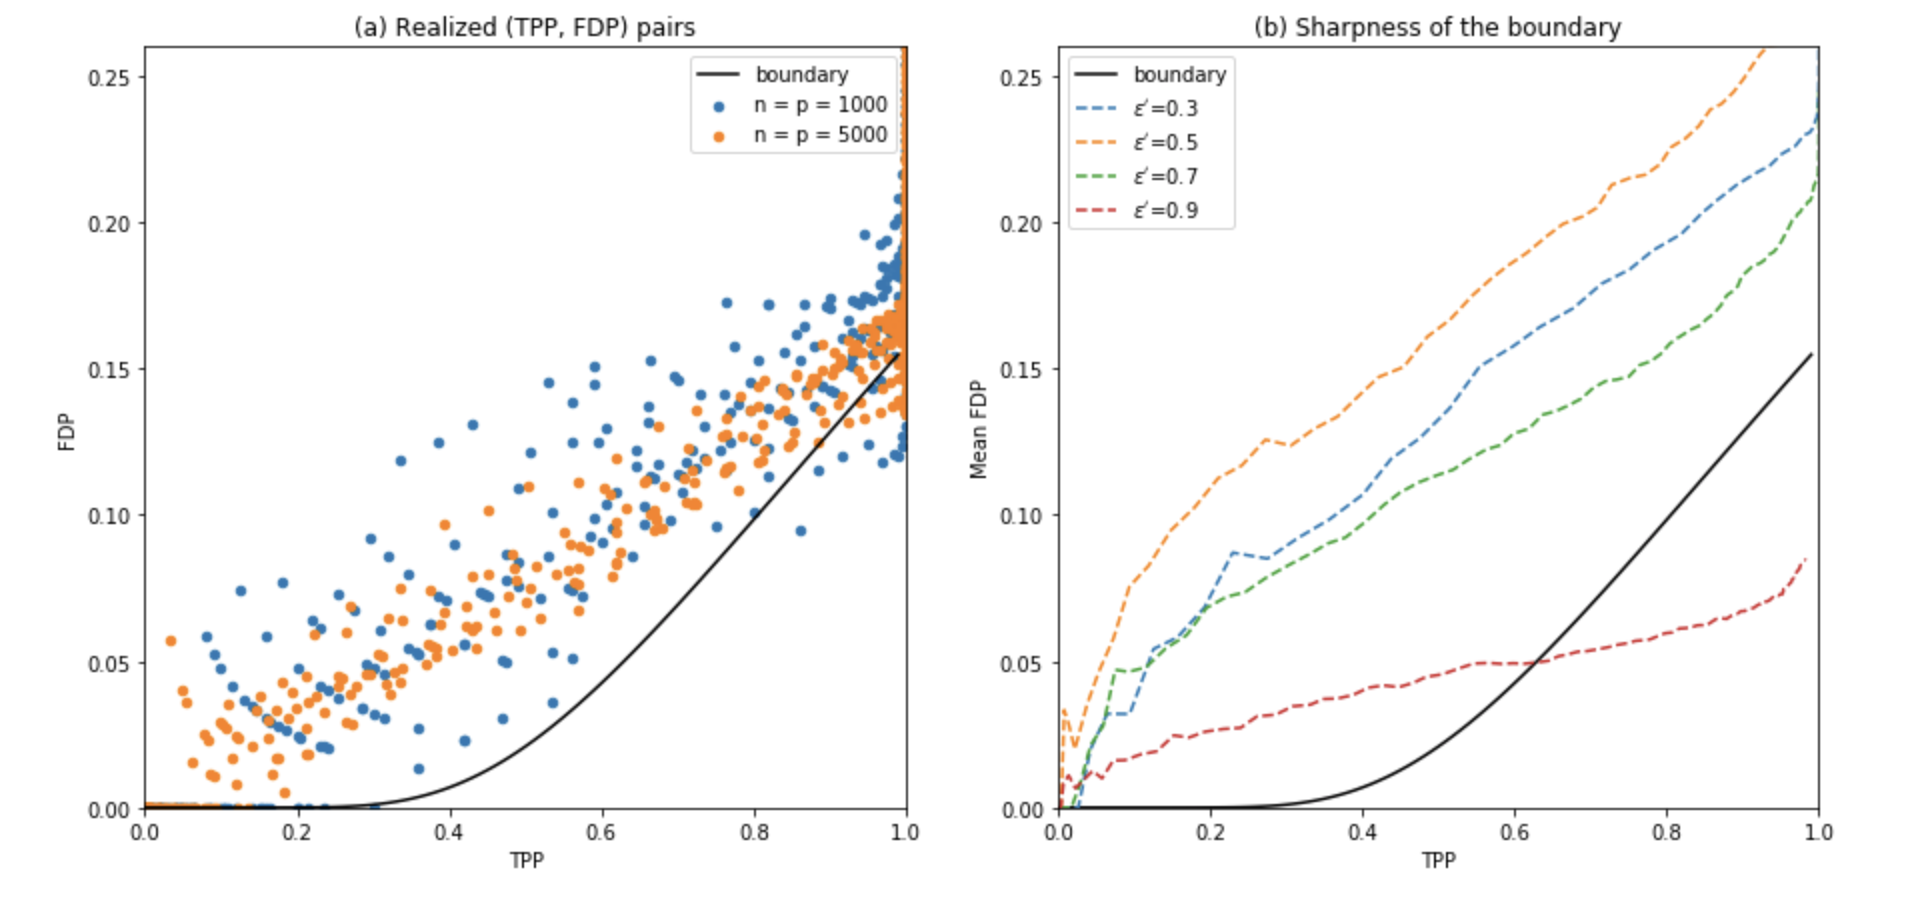 (a) Realized (TPP, FDP) pairs
boundary
n = p = 1000
n = p = 5000
FDP
0.25
0.20
0.15
0.10
0.05
0.00
0.0 0.2 0.4 0.6 0.8 1.0
TPP
(b) Sharpness of the boundary
boundary
ε′=0.3
ε′=0.5
ε′=0.7
ε′=0.9
Mean FDP
0.25
0.20
0.15
0.10
0.05
0.00
0.0 0.2 0.4 0.6 0.8 1.0
TPP